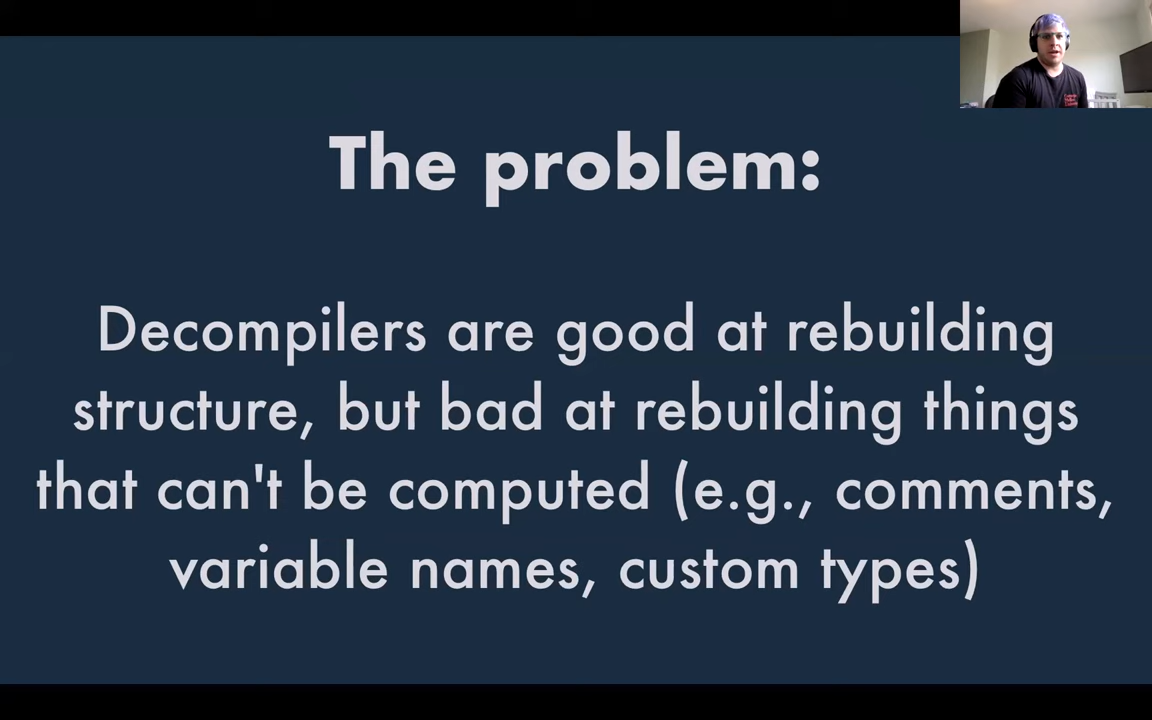 The problem:
Decompilers are good at rebuilding
structure, but bad at rebuilding things
that can't be computed (e.g., comments,
variable names, custom types)